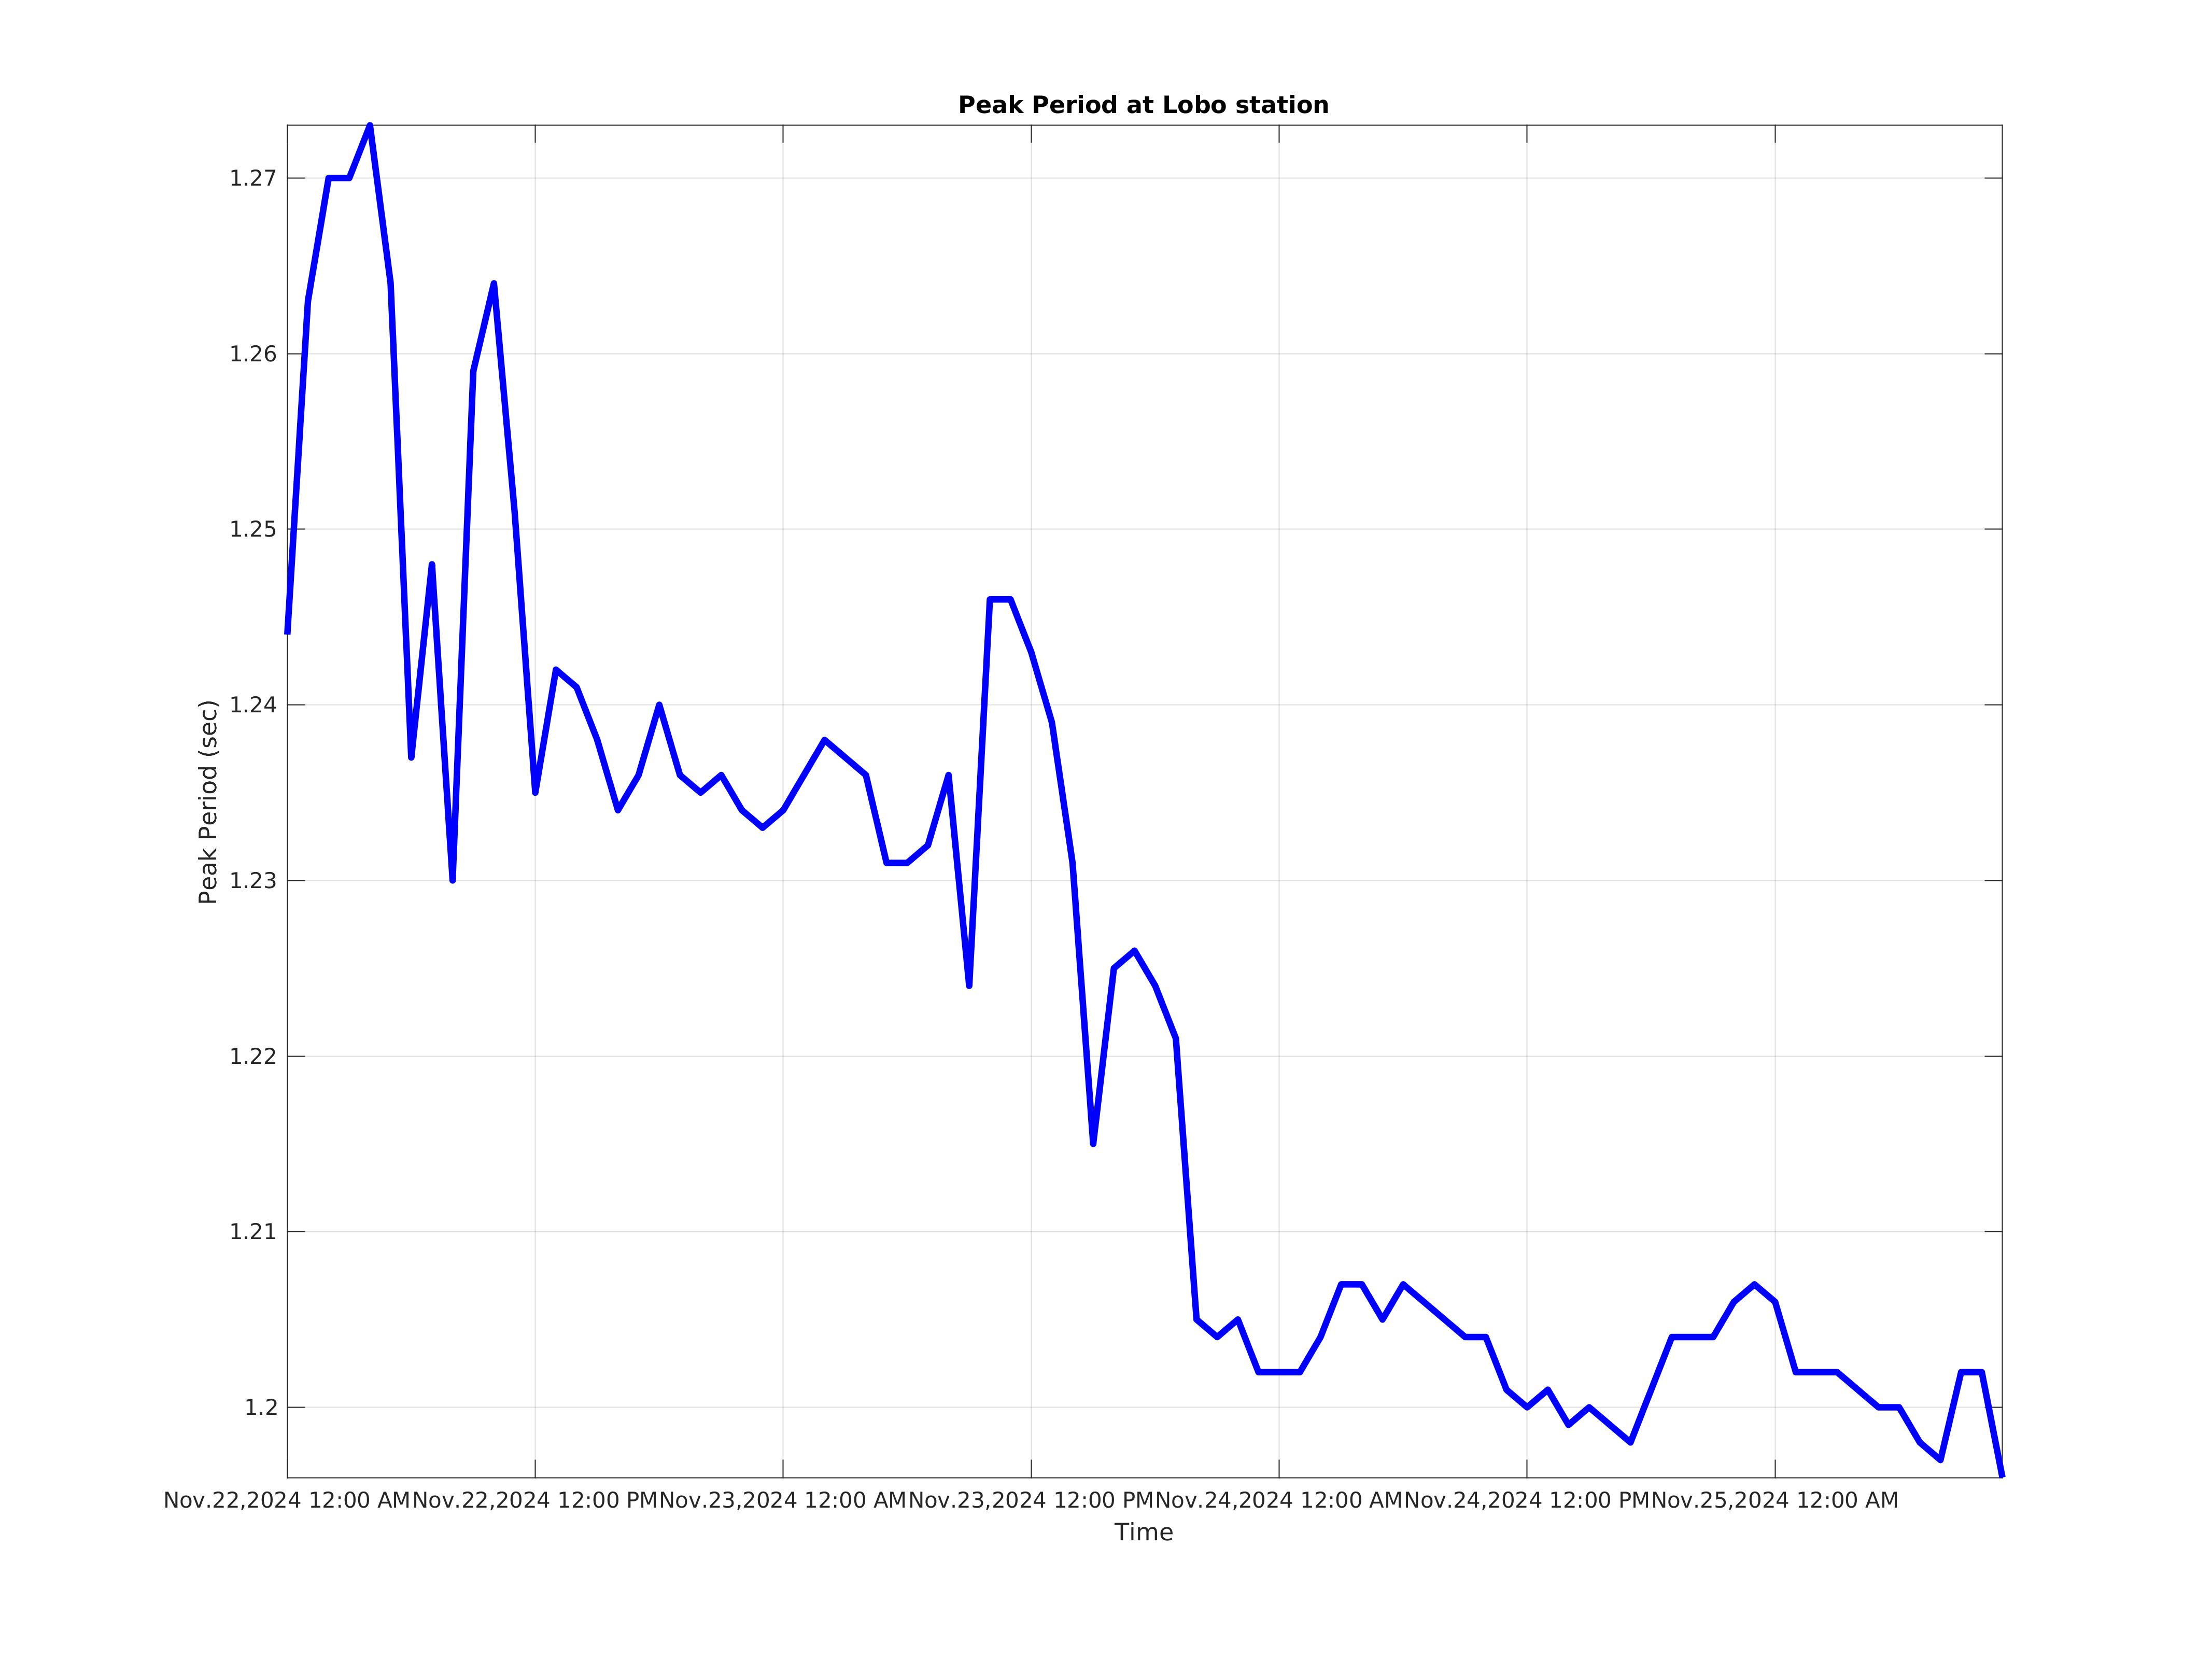 Peak Period at Lobo station
1.27
1.26
1.25
1.24
1.23
1.22
1.21
1.2
Peak Period (sec)
Nov.22,2024 12:00 AM Nov.22,2024 12:00 PM Nov.23,2024 12:00 AM Nov.23,2024 12:00 PM Nov.24,2024 12:00 AM Nov.24,2024 12:00 PM Nov.25,2024 12:00 AM
Time